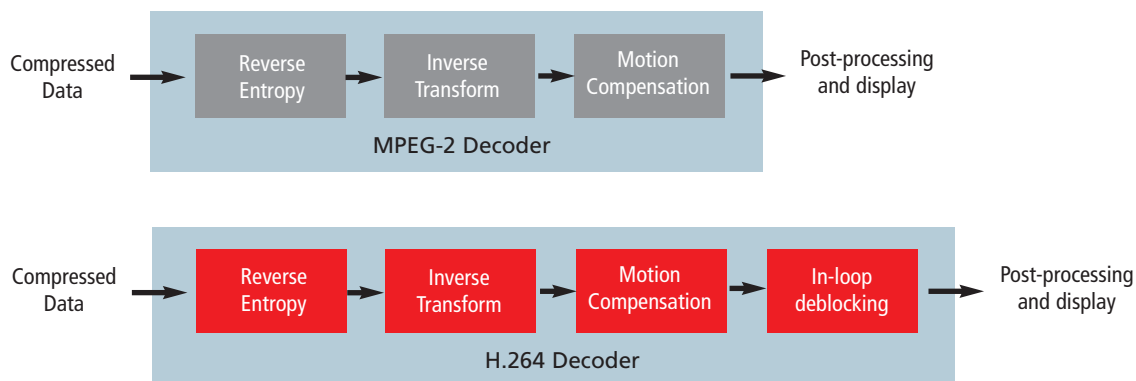 Compressed
Data
Reverse
Entropy
Inverse
Transform
Motion
Compensation
Post-processing
and display
MPEG-2 Decoder
Compressed
Data
Reverse
Entropy
Inverse
Transform
Motion
Compensation
In-loop
deblocking
Post-processing
and display
H.264 Decoder